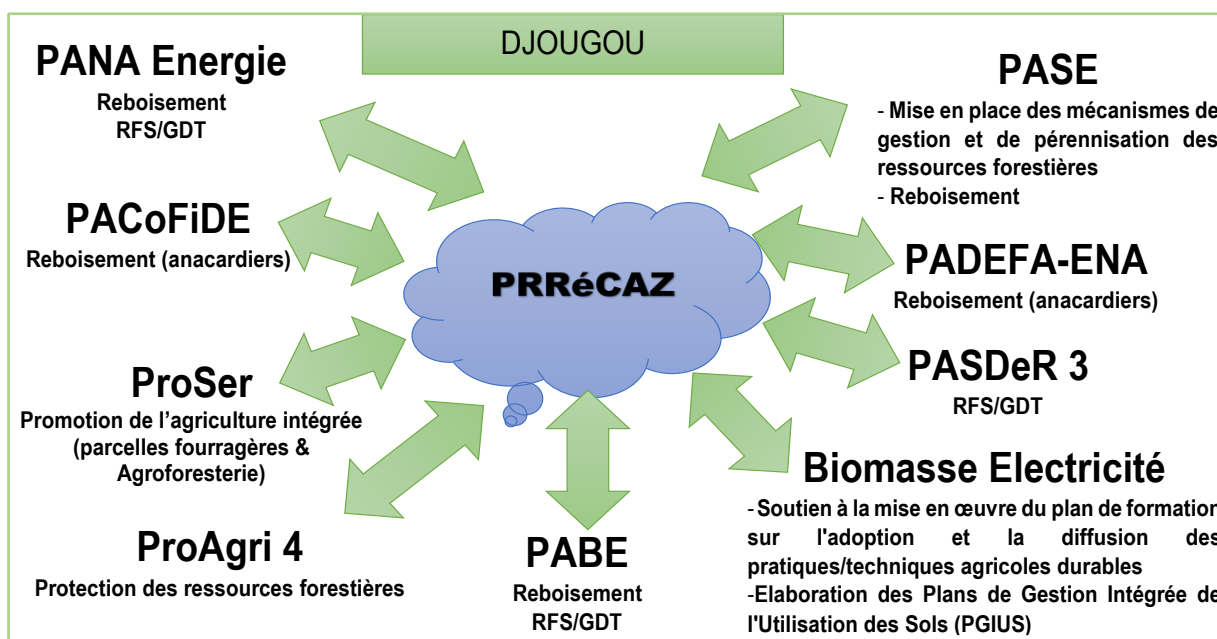 DJOUGOU
PANA Energie
Reboisement
RFS/GDT
PASE
- Mise en place des mécanismes de
gestion et de pérennisation des
ressources forestières
- Reboisement
PACoFiDE
Reboisement (anacardiers)
PRRéCAZ
PADEFA-ENA
Reboisement (anacardiers)
ProSer
Promotion de l’agriculture intégrée
(parcelles fourragères &
Agroforesterie)
PASDeR 3
RFS/GDT
ProAgri 4
Protection des ressources forestières
PABE
Reboisement
RFS/GDT
Biomasse Electricité
-Soutien à la mise en œuvre du plan de formation
sur l'adoption et la diffusion des
pratiques/techniques agricoles durables
-Elaboration des Plans de Gestion Intégrée de
l'Utilisation des Sols (PGIUS)